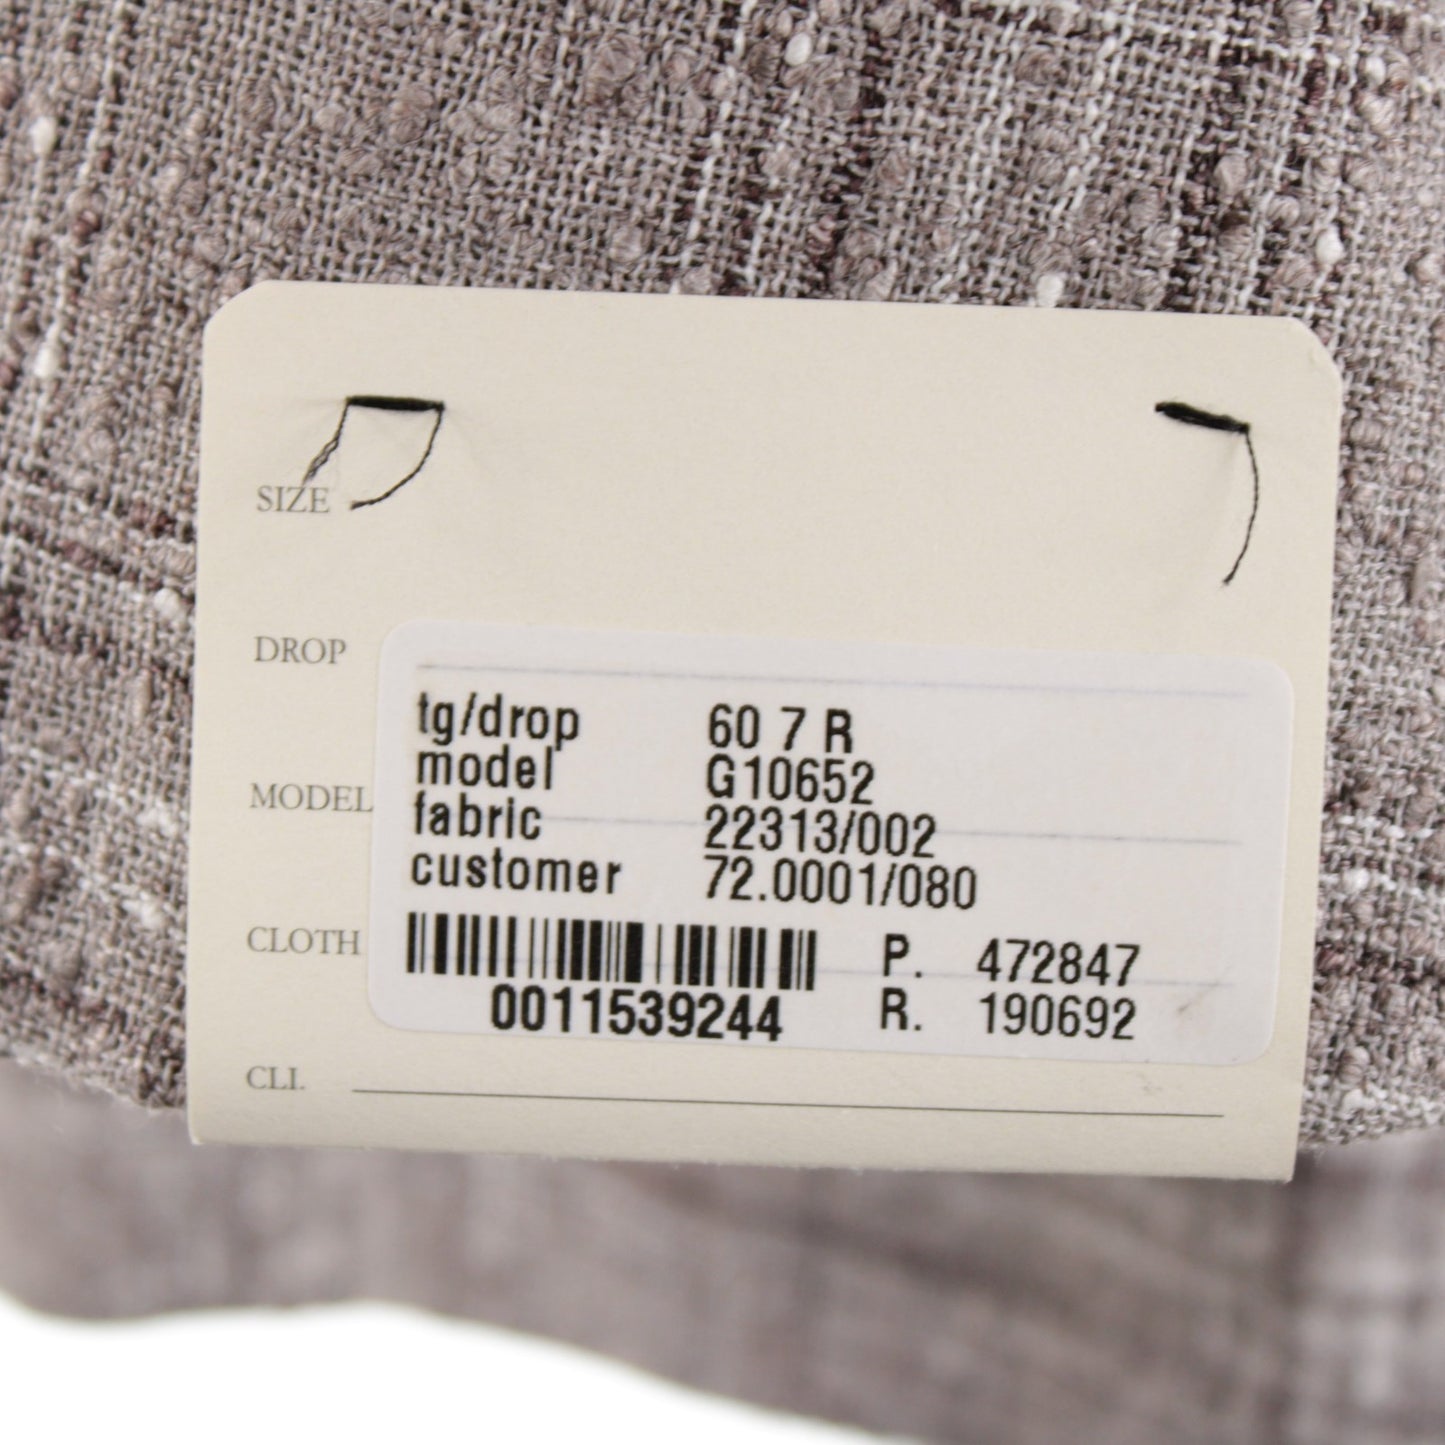 SIZE
DROP
MODEL
CLOTH
CLI.
tg/drop 60 7 R
model G10652
fabric 22313/002
customer 72.0001/080
P. 472847
0011539244 R. 190692